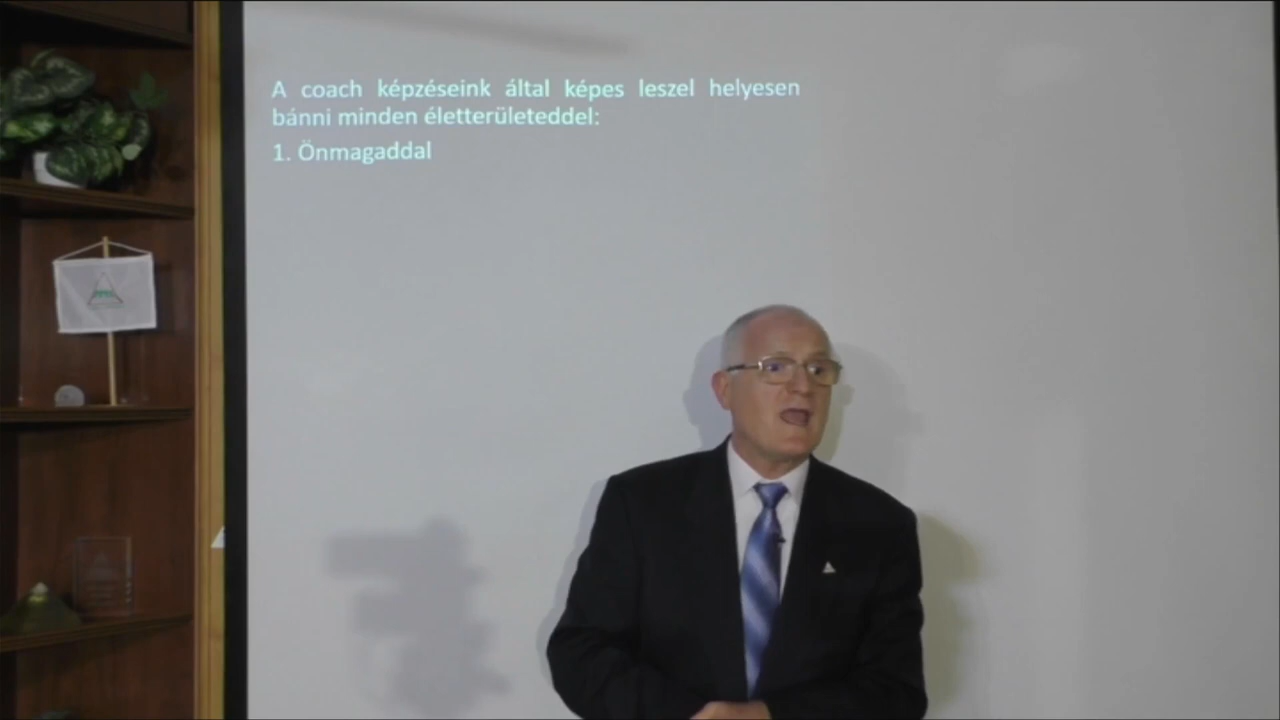 A coach képzéseink által képes leszel helyesen
bánni minden életterületeddel:
1. Önmagaddal